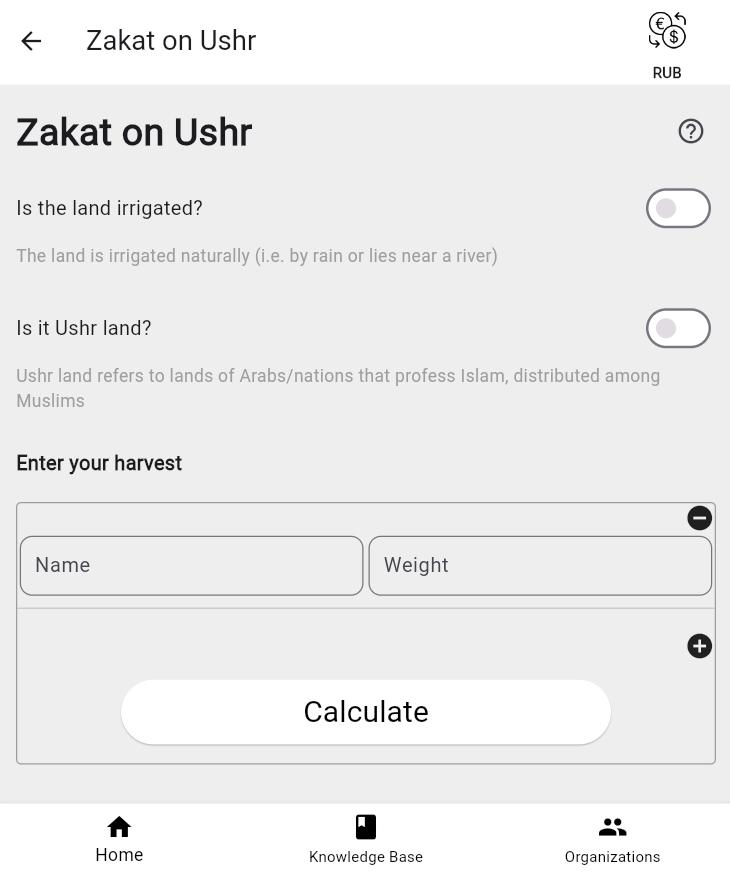 Zakat on Ushr
€
$
RUB
Zakat on Ushr
?
Is the land irrigated?
The land is irrigated naturally (i.e. by rain or lies near a river)
Is it Ushr land?
Ushr land refers to lands of Arabs/nations that profess Islam, distributed among
Muslims
Enter your harvest
Name Weight
Calculate
Home Knowledge Base Organizations